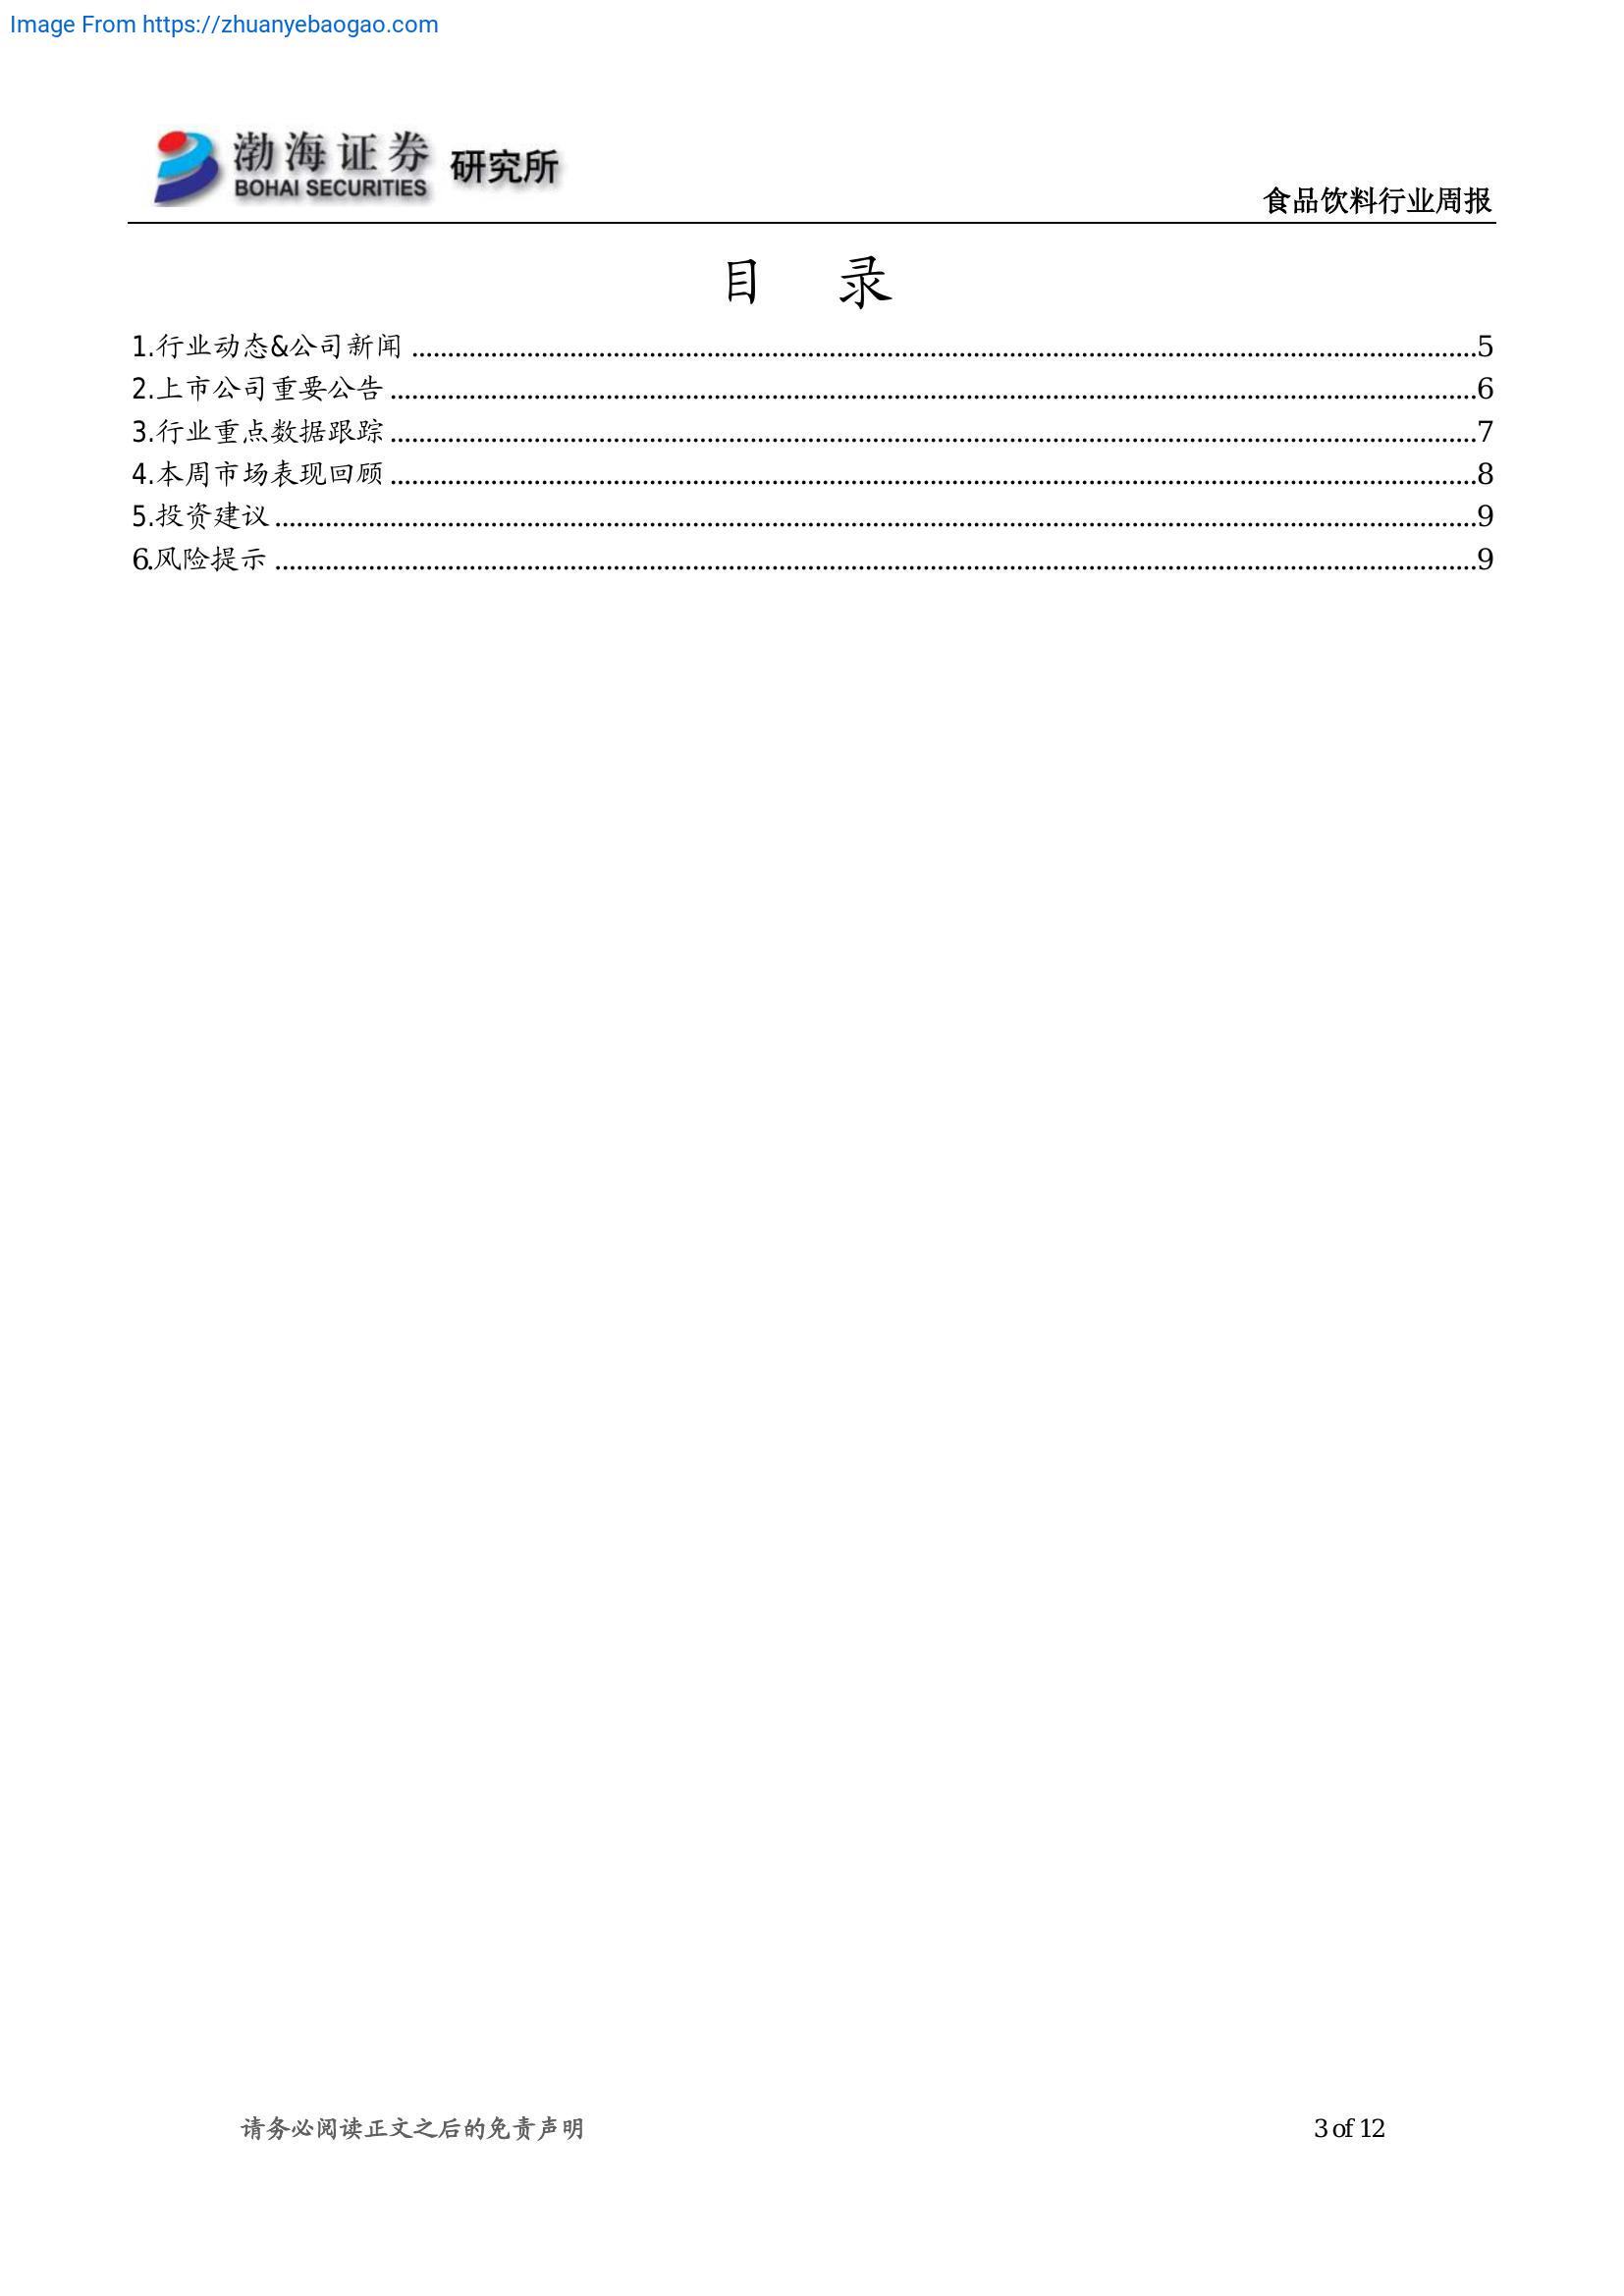 Image From https://zhuanyebaogao.com
渤海证券 研究所
BOHAI SECURITIES
食品饮料行业周报
目 录
1.行业动态&公司新闻 ........................................................................................................................................................5
2.上市公司重要公告 ........................................................................................................................................................6
3.行业重点数据跟踪 ........................................................................................................................................................7
4.本周市场表现回顾 ........................................................................................................................................................8
5.投资建议 ........................................................................................................................................................................9
6.风险提示 ........................................................................................................................................................................9
请务必阅读正文之后的免责声明
3 of 12